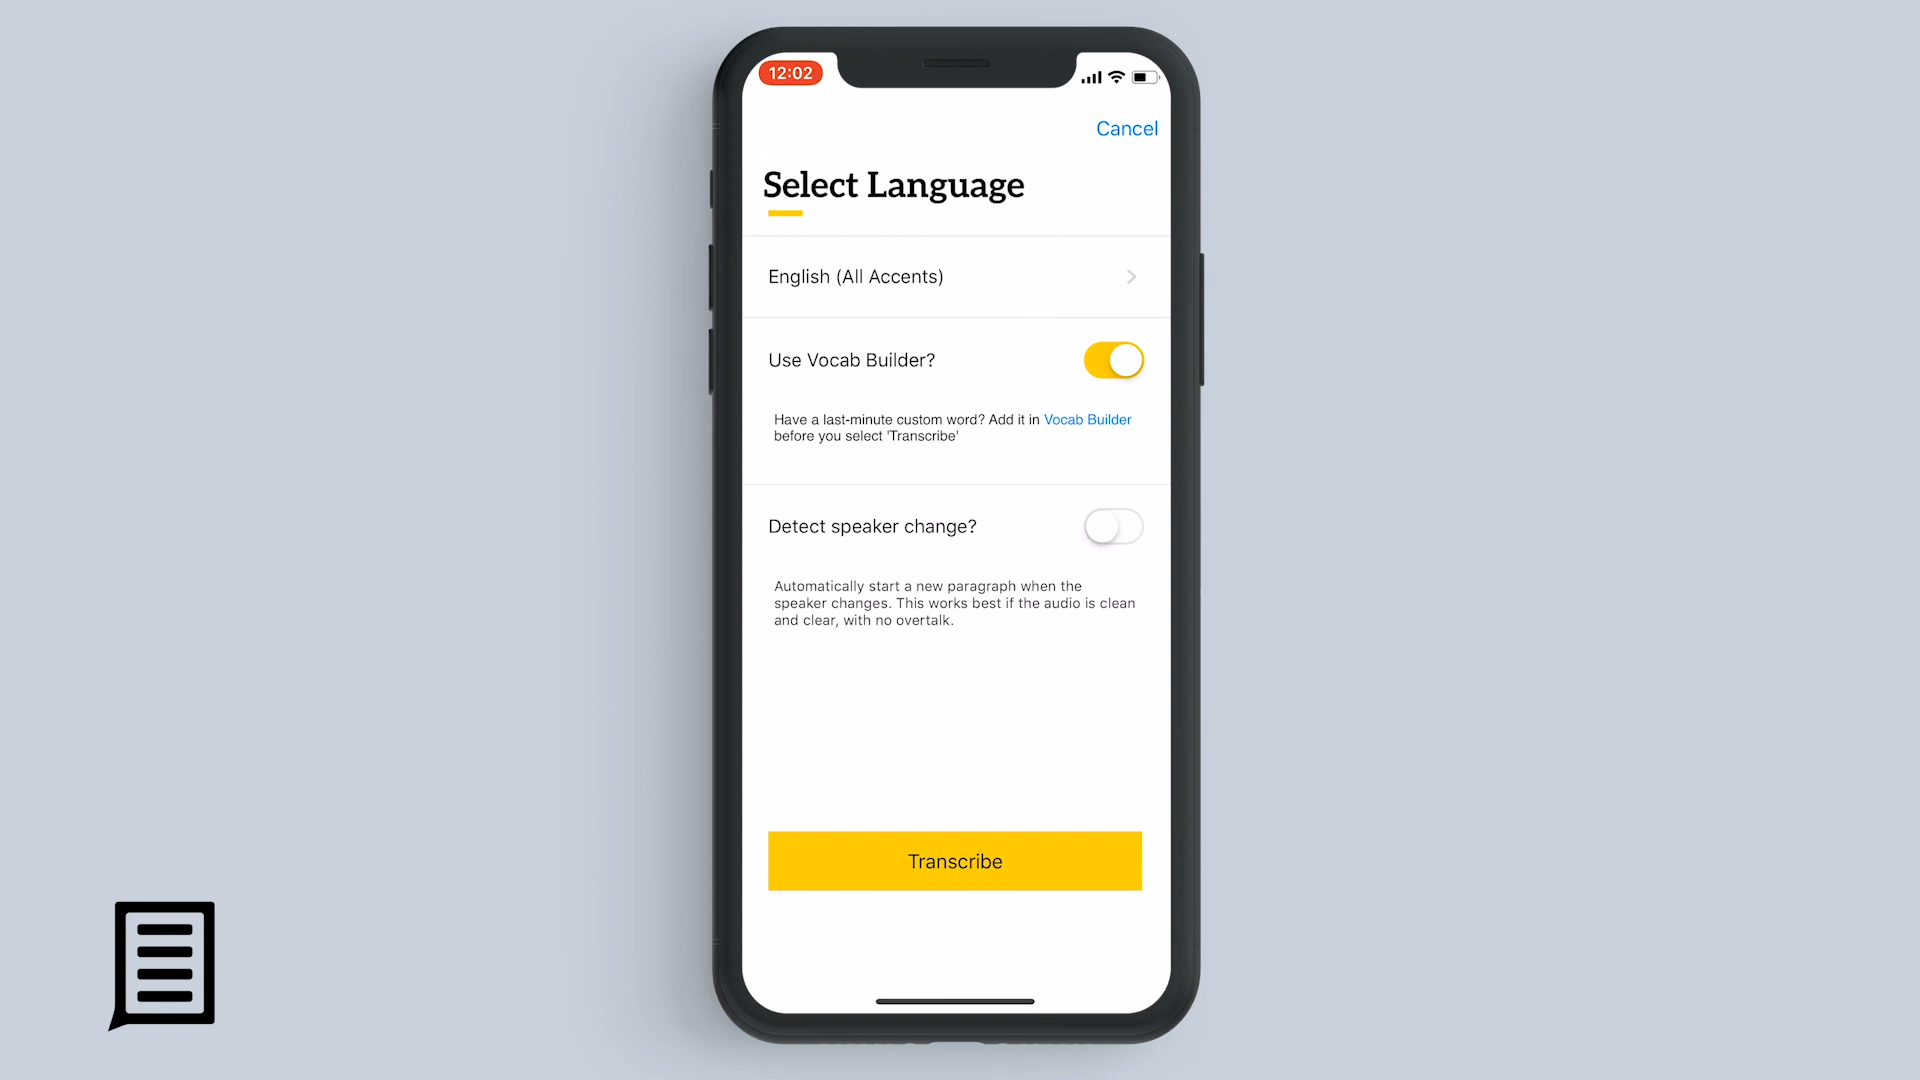 12:02
Cancel
Select Language
English (All Accents)
Use Vocab Builder?
Have a last-minute custom word? Add it in Vocab Builder
before you select 'Transcribe'
Detect speaker change?
Automatically start a new paragraph when the
speaker changes. This works best if the audio is clean
and clear, with no overtalk.
Transcribe